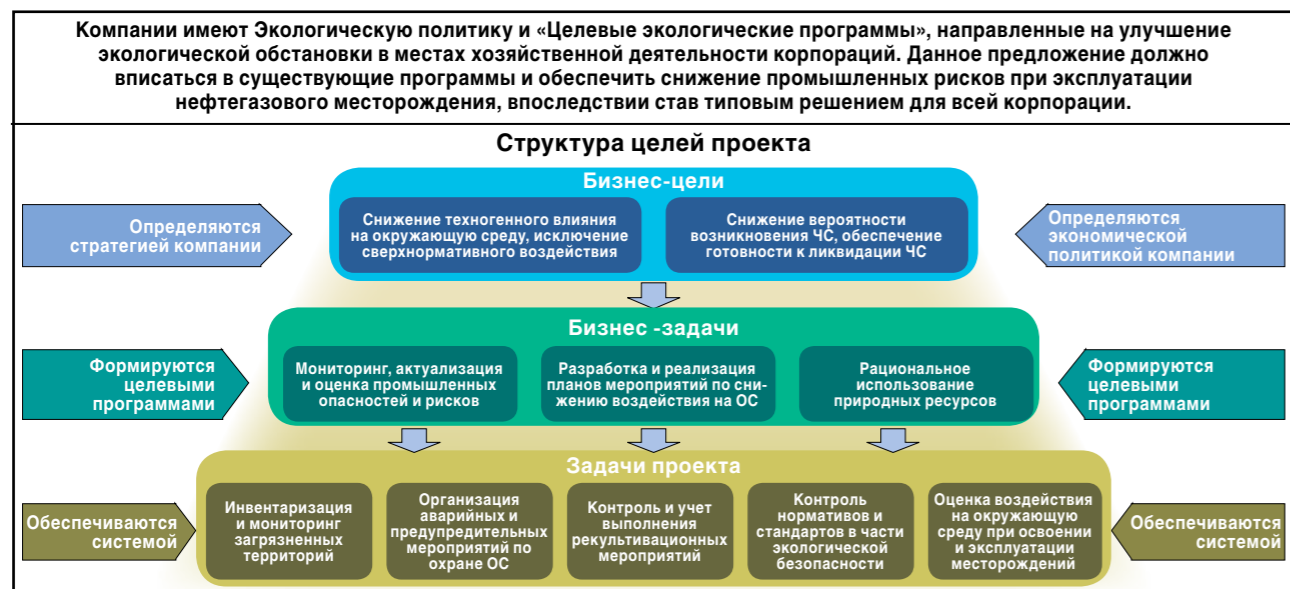 Компании имеют Экологическую политику и «Целевые экологические программы», направленные на улучшение
экологической обстановки в местах хозяйственной деятельности корпораций. Данное предложение должно
вписаться в существующие программы и обеспечить снижение промышленных рисков при эксплуатации
нефтегазового месторождения, впоследствии став типовым решением для всей корпорации.
Структура целей проекта
Бизнес-цели
Определяются
стратегией компании
Снижение техногенного влияния
на окружающую среду, исключение
сверхнормативного воздействия
Снижение вероятности
возникновения ЧС, обеспечение
готовности к ликвидации ЧС
Определяются
экономической
политикой компании
Бизнес -задачи
Формируются
целевыми
программами
Мониторинг, актуализация
и оценка промышленных
опасностей и рисков
Разработка и реализация
планов мероприятий по сни-
жению воздействия на ОС
Рациональное
использование
природных ресурсов
Формируются
целевыми
программами
Задачи проекта
Обеспечиваются
системой
Инвентаризация
и мониторинг
загрязненных
территорий
Организация
аварийных и
предупредительных
мероприятий по
охране ОС
Контроль и учет
выполнения
рекультивационных
мероприятий
Контроль
нормативов и
стандартов в части
экологической
безопасности
Оценка воздействия
на окружающую
среду при освоении
и эксплуатации
месторождений
Обеспечиваются
системой